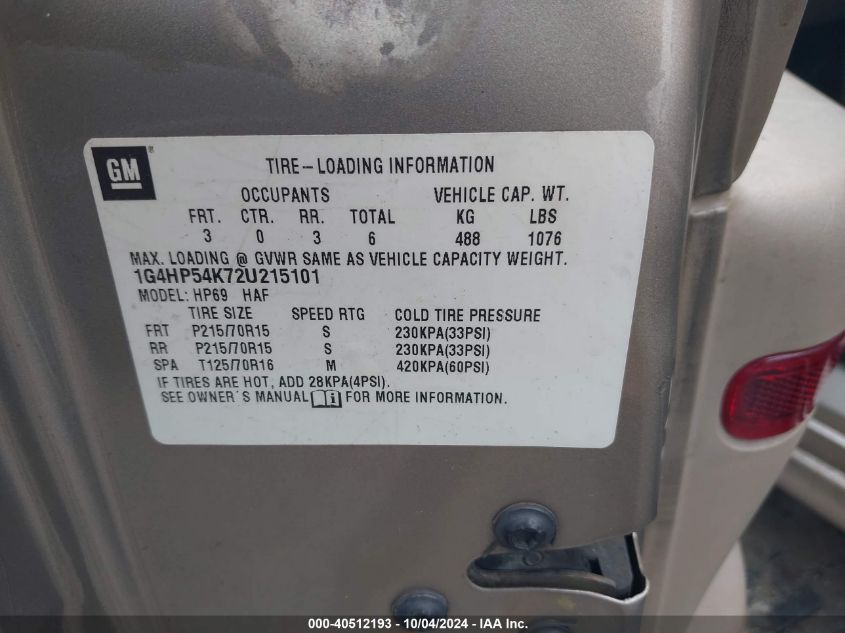 GM
TIRE-LOADING INFORMATION
OCCUPANTS VEHICLE CAP. WT.
FRT. CTR. RR. TOTAL KG LBS
3 0 3 6 488 1076
MAX. LOADING @ GVWR SAME AS VEHICLE CAPACITY WEIGHT.
1G4HP54K72U215101
MODEL: HP69 HAF
TIRE SIZE SPEED RTG COLD TIRE PRESSURE
FRT P215/70R15 S 230KPA(33PSI)
RR P215/70R15 S 230KPA(33PSI)
SPA T125/70R16 M 420KPA(60PSI)
IF TIRES ARE HOT, ADD 28KPA(4PSI).
SEE OWNER'S MANUAL FOR MORE INFORMATION.
000-40512193 - 10/04/2024 - IAA Inc.